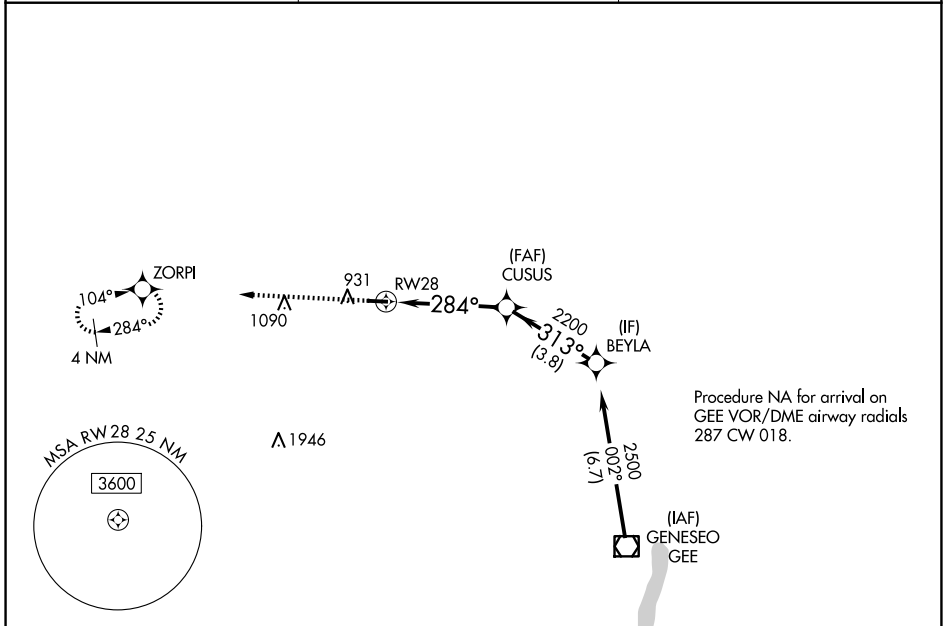 (FAF)
CUSUS
ZORPI
104°
284°
4 NM
931
1090
RW28
284°
2200
313°
(3.8)
(IF)
BEYLA
Procedure NA for arrival on
GEE VOR/DME airway radials
287 CW 018.
1946
MSA RW28 25 NM
3600
2500
002°
(6.7)
(IAF)
GENESEO
GEE